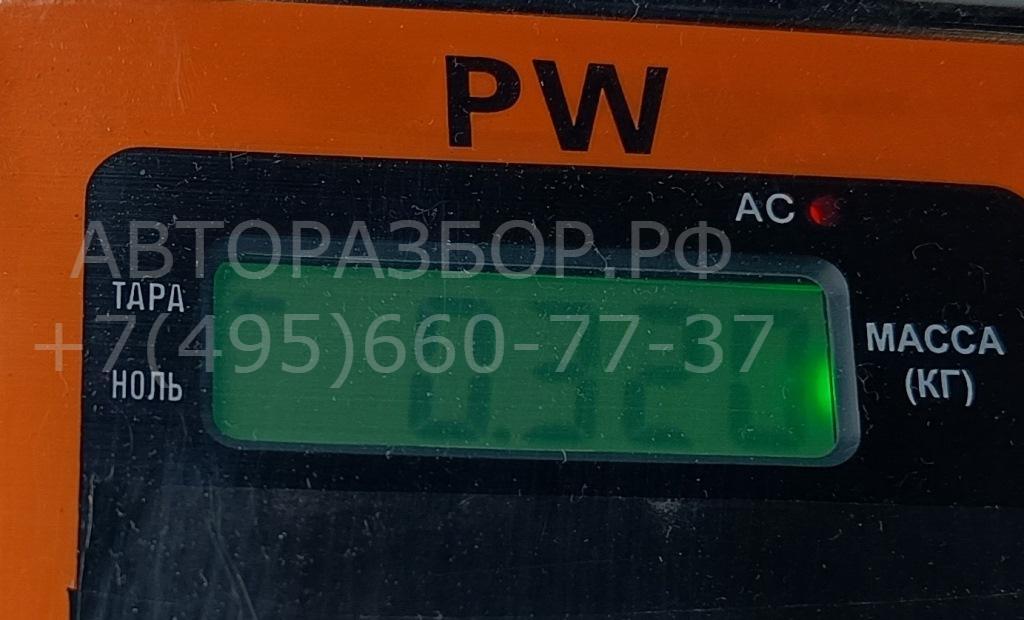 PW
AC
АВТОРАЗБОР.РФ
ТАРА
+7(495)660-77-37
МАССА
(КГ)
НОЛЬ
0.320